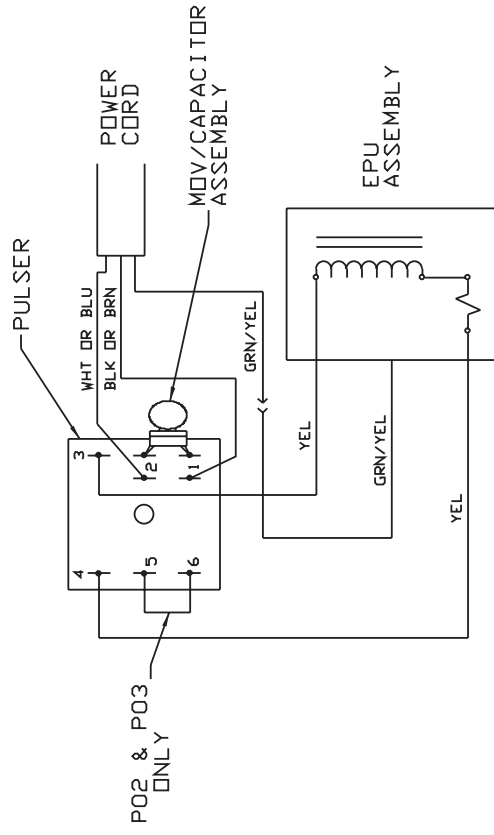 PULSER
POWER
CORD
MOV/CAPACITOR
ASSEMBLY
WHT OR BLU
BLK OR BRN
GRN/YEL
3
2
1
4
5
6
YEL
GRN/YEL
YEL
EPU
ASSEMBLY
P02 & P03
ONLY